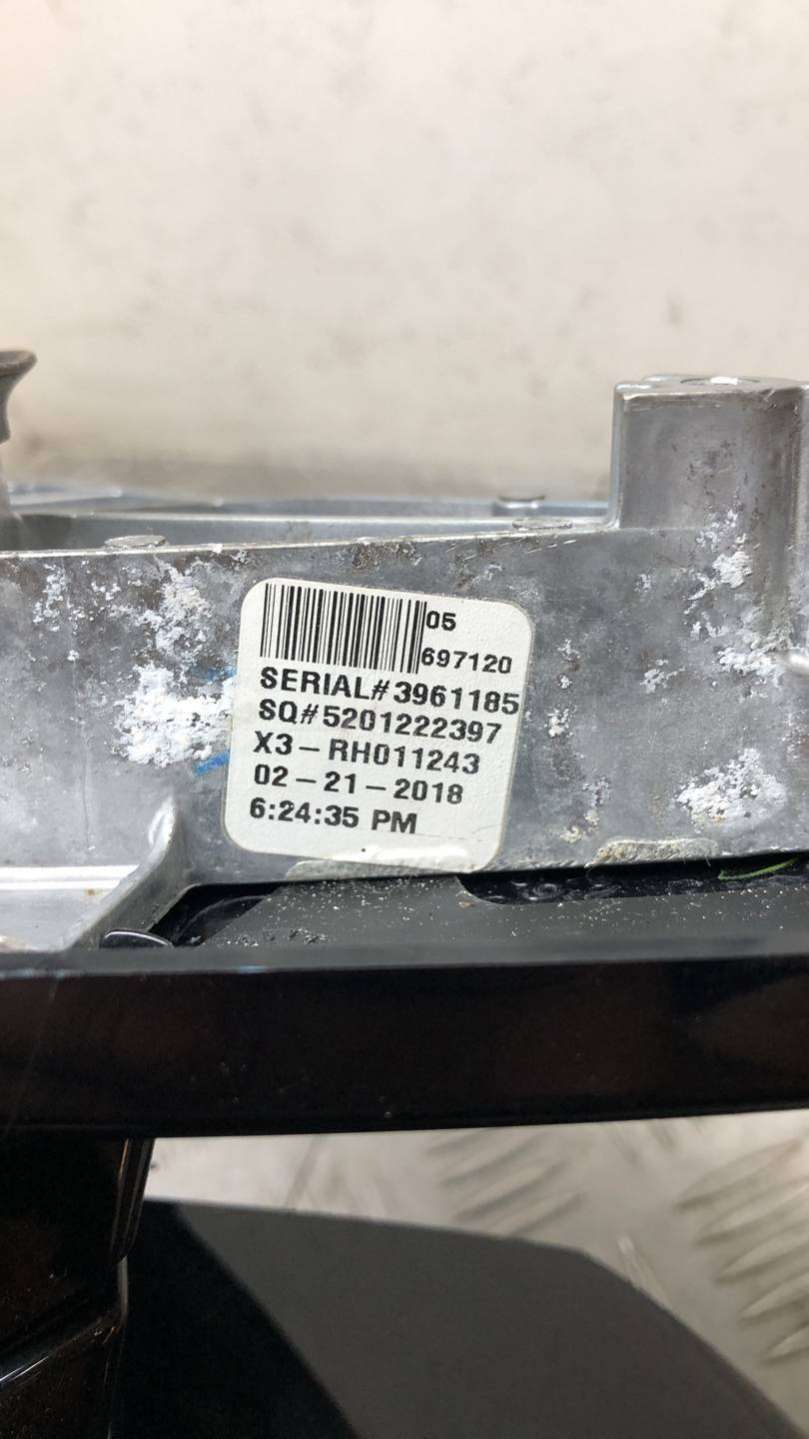 05
697120
SERIAL#3961185
SQ#5201222397
X3-RH011243
02-21-2018
6:24:35 PM